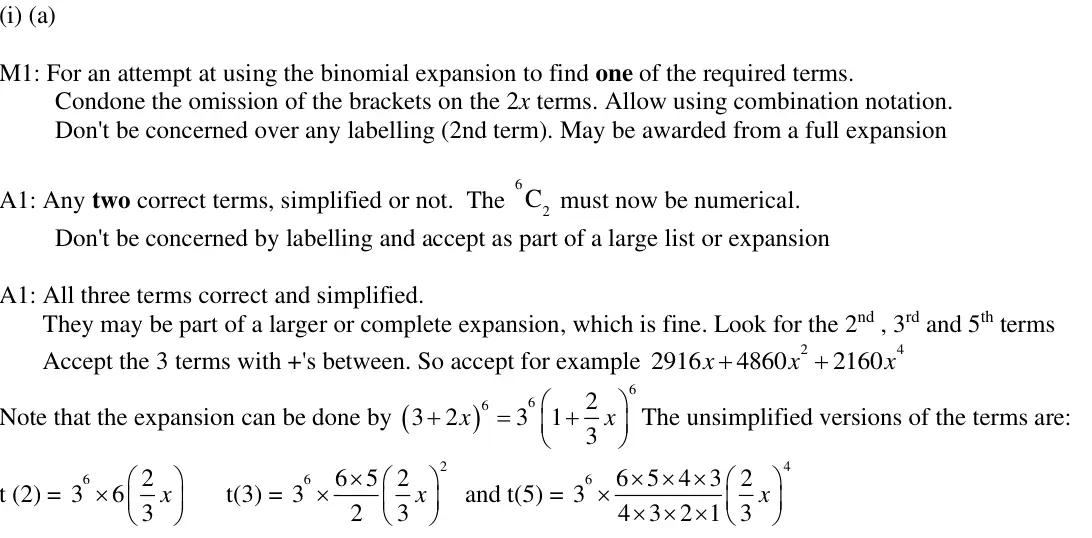 (i) (a)
M1: For an attempt at using the binomial expansion to find one of the required terms.
Condone the omission of the brackets on the 2x terms. Allow using combination notation.
Don't be concerned over any labelling (2nd term). May be awarded from a full expansion
A1: Any two correct terms, simplified or not. The ⁶C₂ must now be numerical.
Don't be concerned by labelling and accept as part of a large list or expansion
A1: All three terms correct and simplified.
They may be part of a larger or complete expansion, which is fine. Look for the 2ⁿᵈ , 3ʳᵈ and 5ᵗʰ terms
Accept the 3 terms with +'s between. So accept for example 2916x + 4860x² + 2160x⁴
Note that the expansion can be done by (3 + 2x)⁶ = 3⁶(1 + 2/3 x)⁶ The unsimplified versions of the terms are:
t (2) = 3⁶ × 6(2/3 x) t(3) = 3⁶ × 6×5/2 (2/3 x)² and t(5) = 3⁶ × 6×5×4×3/4×3×2×1 (2/3 x)⁴